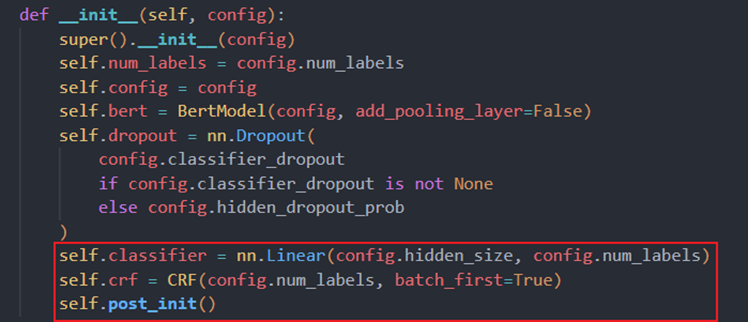 def __init__(self, config):
    super().__init__(config)
    self.num_labels = config.num_labels
    self.config = config
    self.bert = BertModel(config, add_pooling_layer=False)
    self.dropout = nn.Dropout(
        config.classifier_dropout
        if config.classifier_dropout is not None
        else config.hidden_dropout_prob
    )
    self.classifier = nn.Linear(config.hidden_size, config.num_labels)
    self.crf = CRF(config.num_labels, batch_first=True)
    self.post_init()